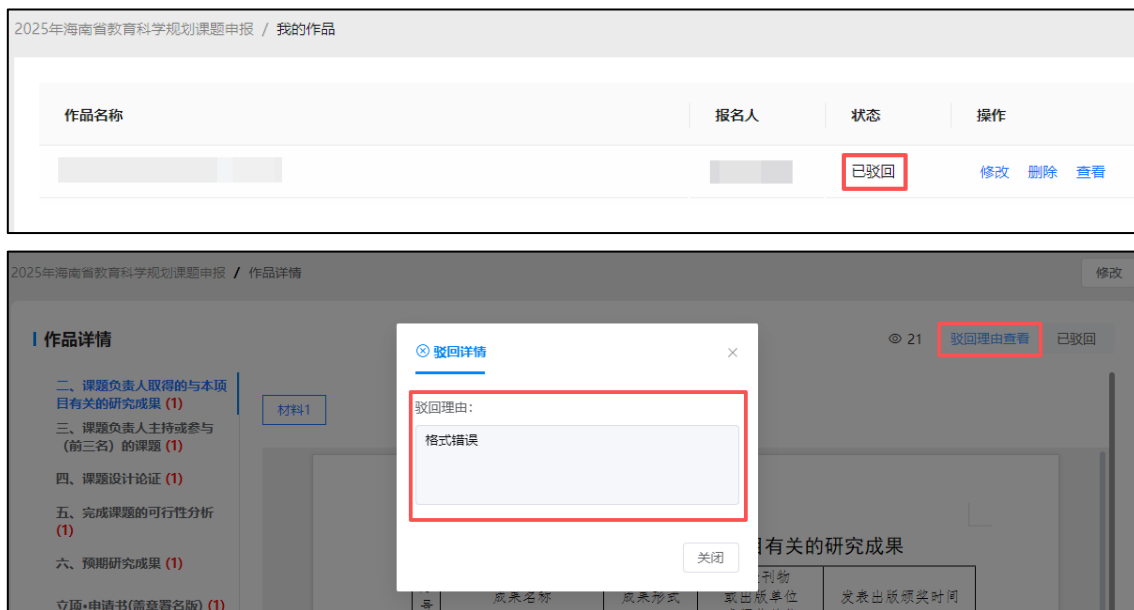 2025年海南省教育科学规划课题申报 / 我的作品
作品名称 报名人 状态 操作
已驳回 修改 删除 查看
2025年海南省教育科学规划课题申报 / 作品详情 修改
作品详情 21 驳回理由查看 已驳回
驳回详情
二、课题负责人取得的与本项
目有关的研究成果 (1)
材料1
三、课题负责人主持或参与
（前三名）的课题 (1)
四、课题设计论证 (1)
五、完成课题的可行性分析
(1)
六、预期研究成果 (1)
立项·申请书(盖章署名版) (1)
驳回理由：
格式错误
关闭
有关的研究成果
刊物
成果名称 成果形式 或出版单位 发表出版颁奖时间